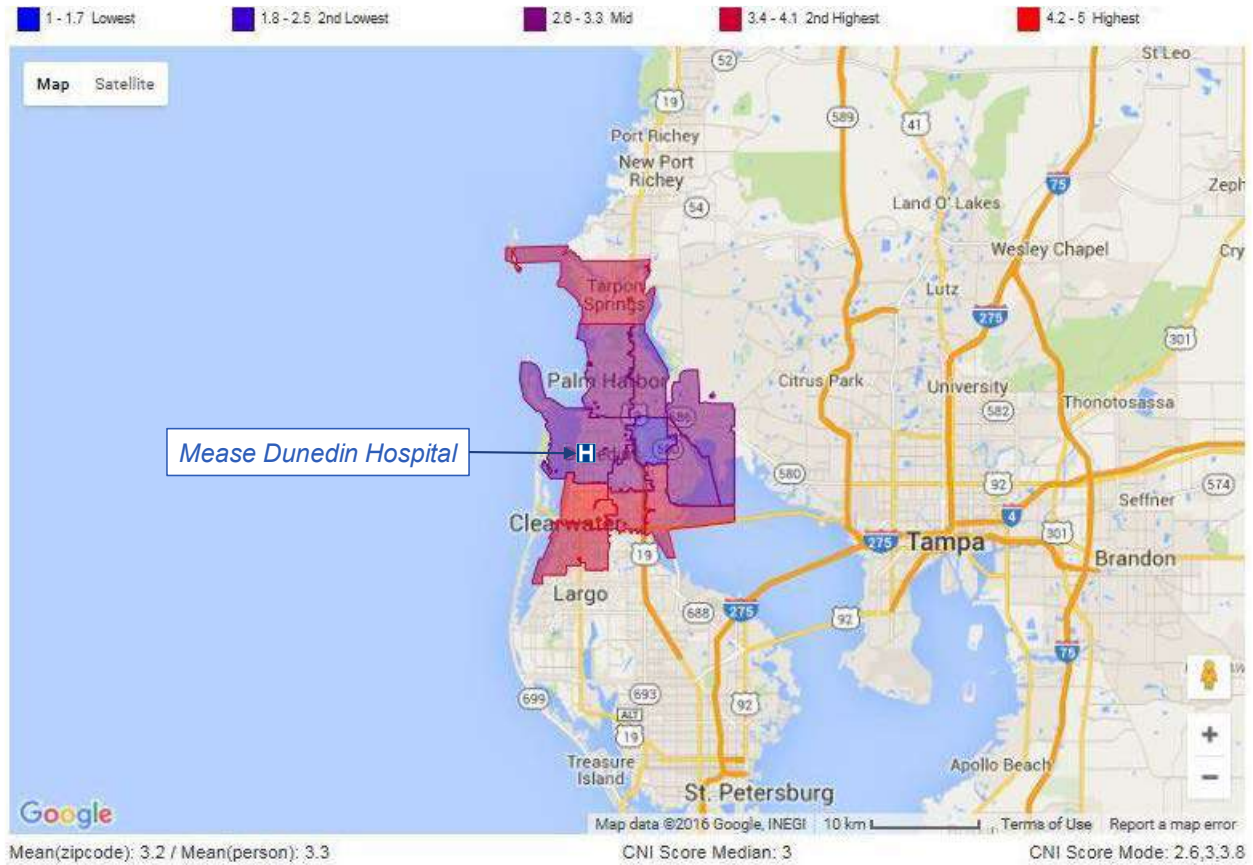 1 - 1.7 Lowest
1.8 - 2.5 2nd Lowest
2.6 - 3.3 Mid
3.4 - 4.1 2nd Highest
4.2 - 5 Highest
Map Satellite
St Leo
52
19
589
41
Port Richey
New Port
Richey
75
Zeph
54
Land O' Lakes
Wesley Chapel
Cry
Tarpon
Springs
Lutz
275
301
Palm Harbor
Citrus Park
University
582
Thonotosassa
586
Mease Dunedin Hospital
H
580
92
574
Seffner
4
Clearwater
19
275
Tampa
301
Brandon
Largo
688
275
92
75
699
693
92
ALT
19
Treasure
Island
Apollo Beach
+
−
St. Petersburg
Google
Map data ©2016 Google, INEGI 10 km Terms of Use Report a map error
Mean(zipcode): 3.2 / Mean(person): 3.3
CNI Score Median: 3
CNI Score Mode: 2.6,3,3.8